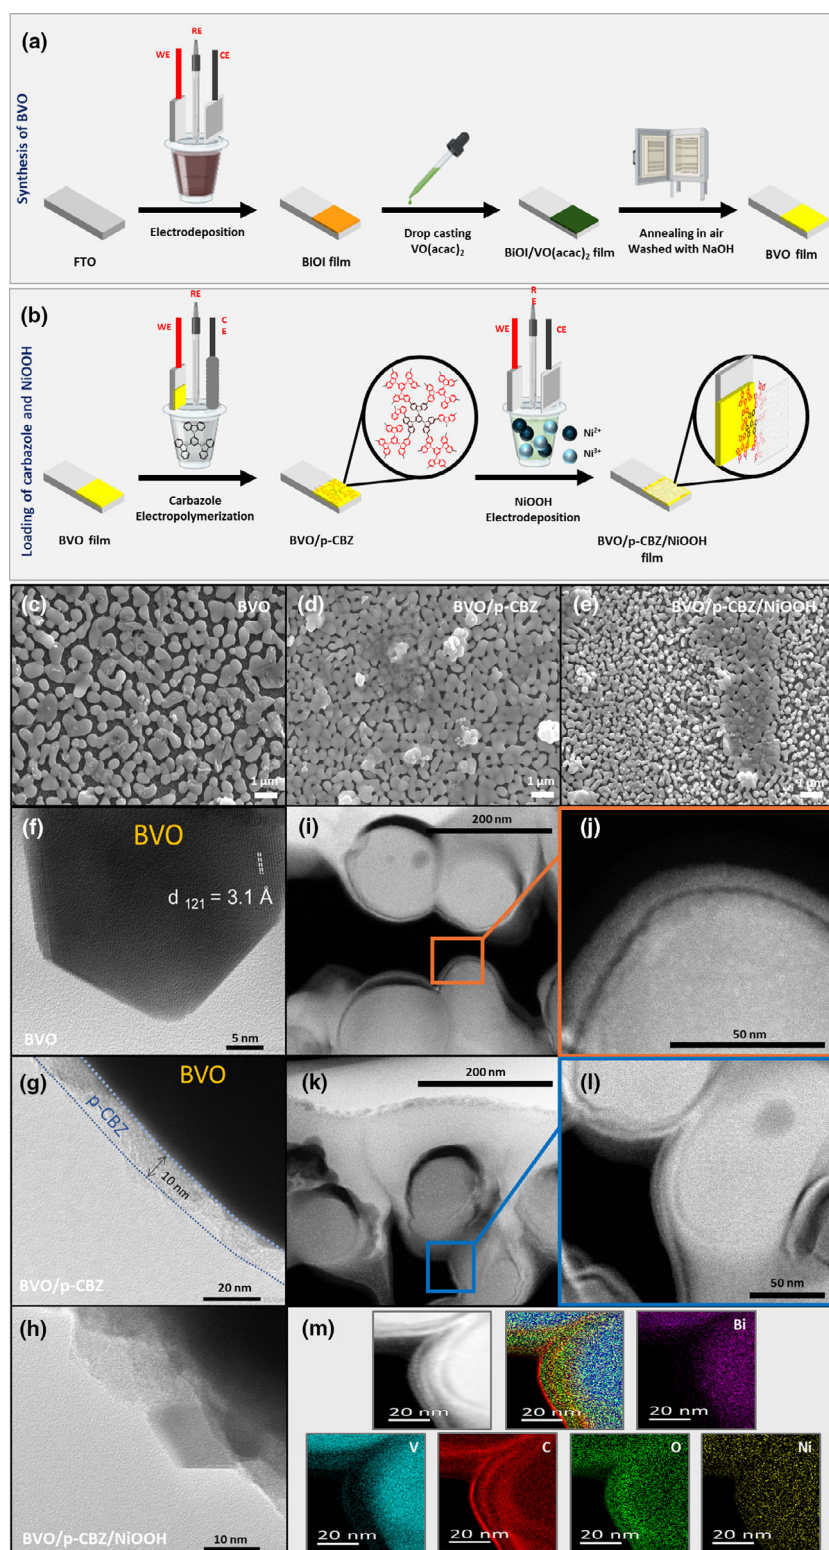 (a)
Synthesis of BVO
WE
RE
CE
FTO
Electrodeposition
BiOI film
Drop casting
VO(acac)₂
BiOI/VO(acac)₂ film
Annealing in air
Washed with NaOH
BVO film
(b)
Loading of carbazole and NiOOH
WE
RE
C
E
BVO film
Carbazole
Electropolymerization
BVO/p-CBZ
WE
R
E
CE
Ni²⁺
Ni³⁺
NiOOH
Electrodeposition
BVO/p-CBZ/NiOOH
film
(c)
BVO
1 µm
(d)
BVO/p-CBZ
1 µm
(e)
BVO/p-CBZ/NiOOH
1 µm
(f)
BVO
d 121 = 3.1 Å
BVO
5 nm
(i)
200 nm
(j)
50 nm
(g)
BVO
p-CBZ
10 nm
BVO/p-CBZ
20 nm
(k)
200 nm
(l)
50 nm
(h)
BVO/p-CBZ/NiOOH
10 nm
(m)
20 nm
20 nm
Bi
20 nm
V
20 nm
C
20 nm
O
20 nm
Ni
20 nm